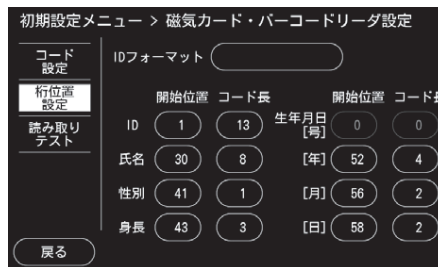 初期設定メニュー > 磁気カード・バーコードリーダ設定
コード
設定
桁位置
設定
読み取り
テスト
戻る
IDフォーマット
開始位置 コード長 開始位置 コード長
ID 1 13 生年月日
[号] 0 0
氏名 30 8 [年] 52 4
性別 41 1 [月] 56 2
身長 43 3 [日] 58 2